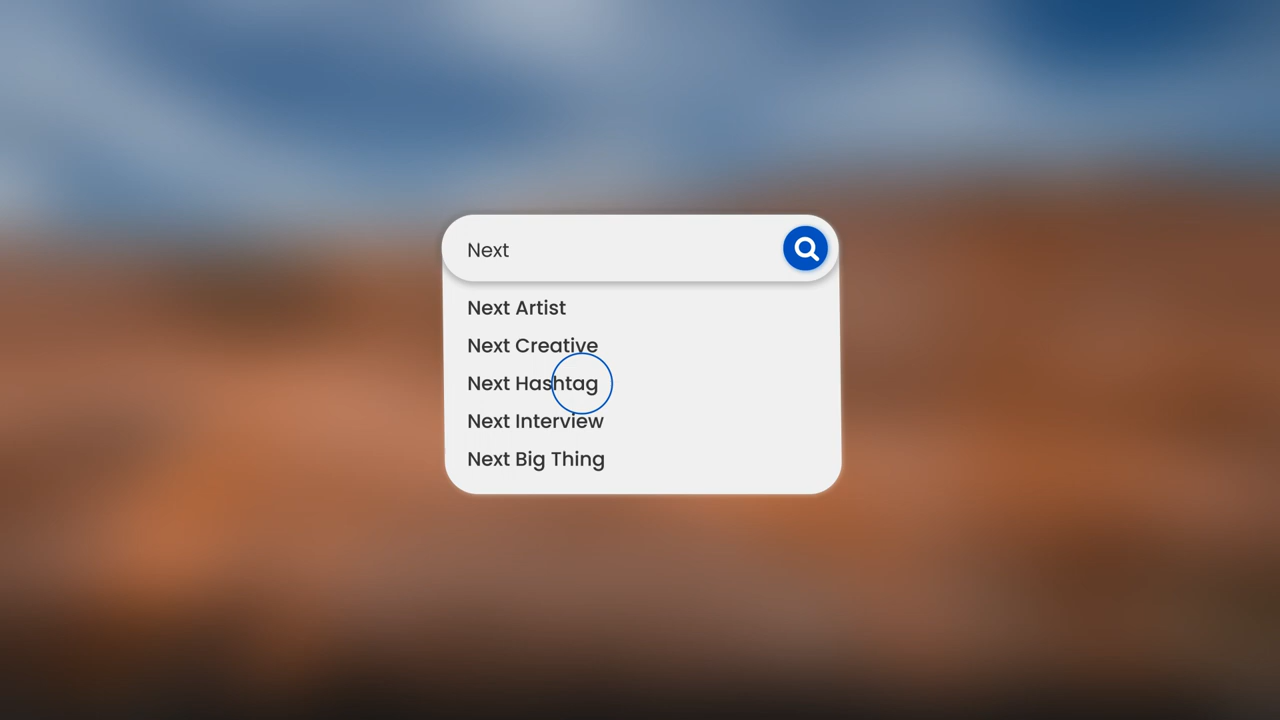 Next
Next Artist
Next Creative
Next Hashtag
Next Interview
Next Big Thing